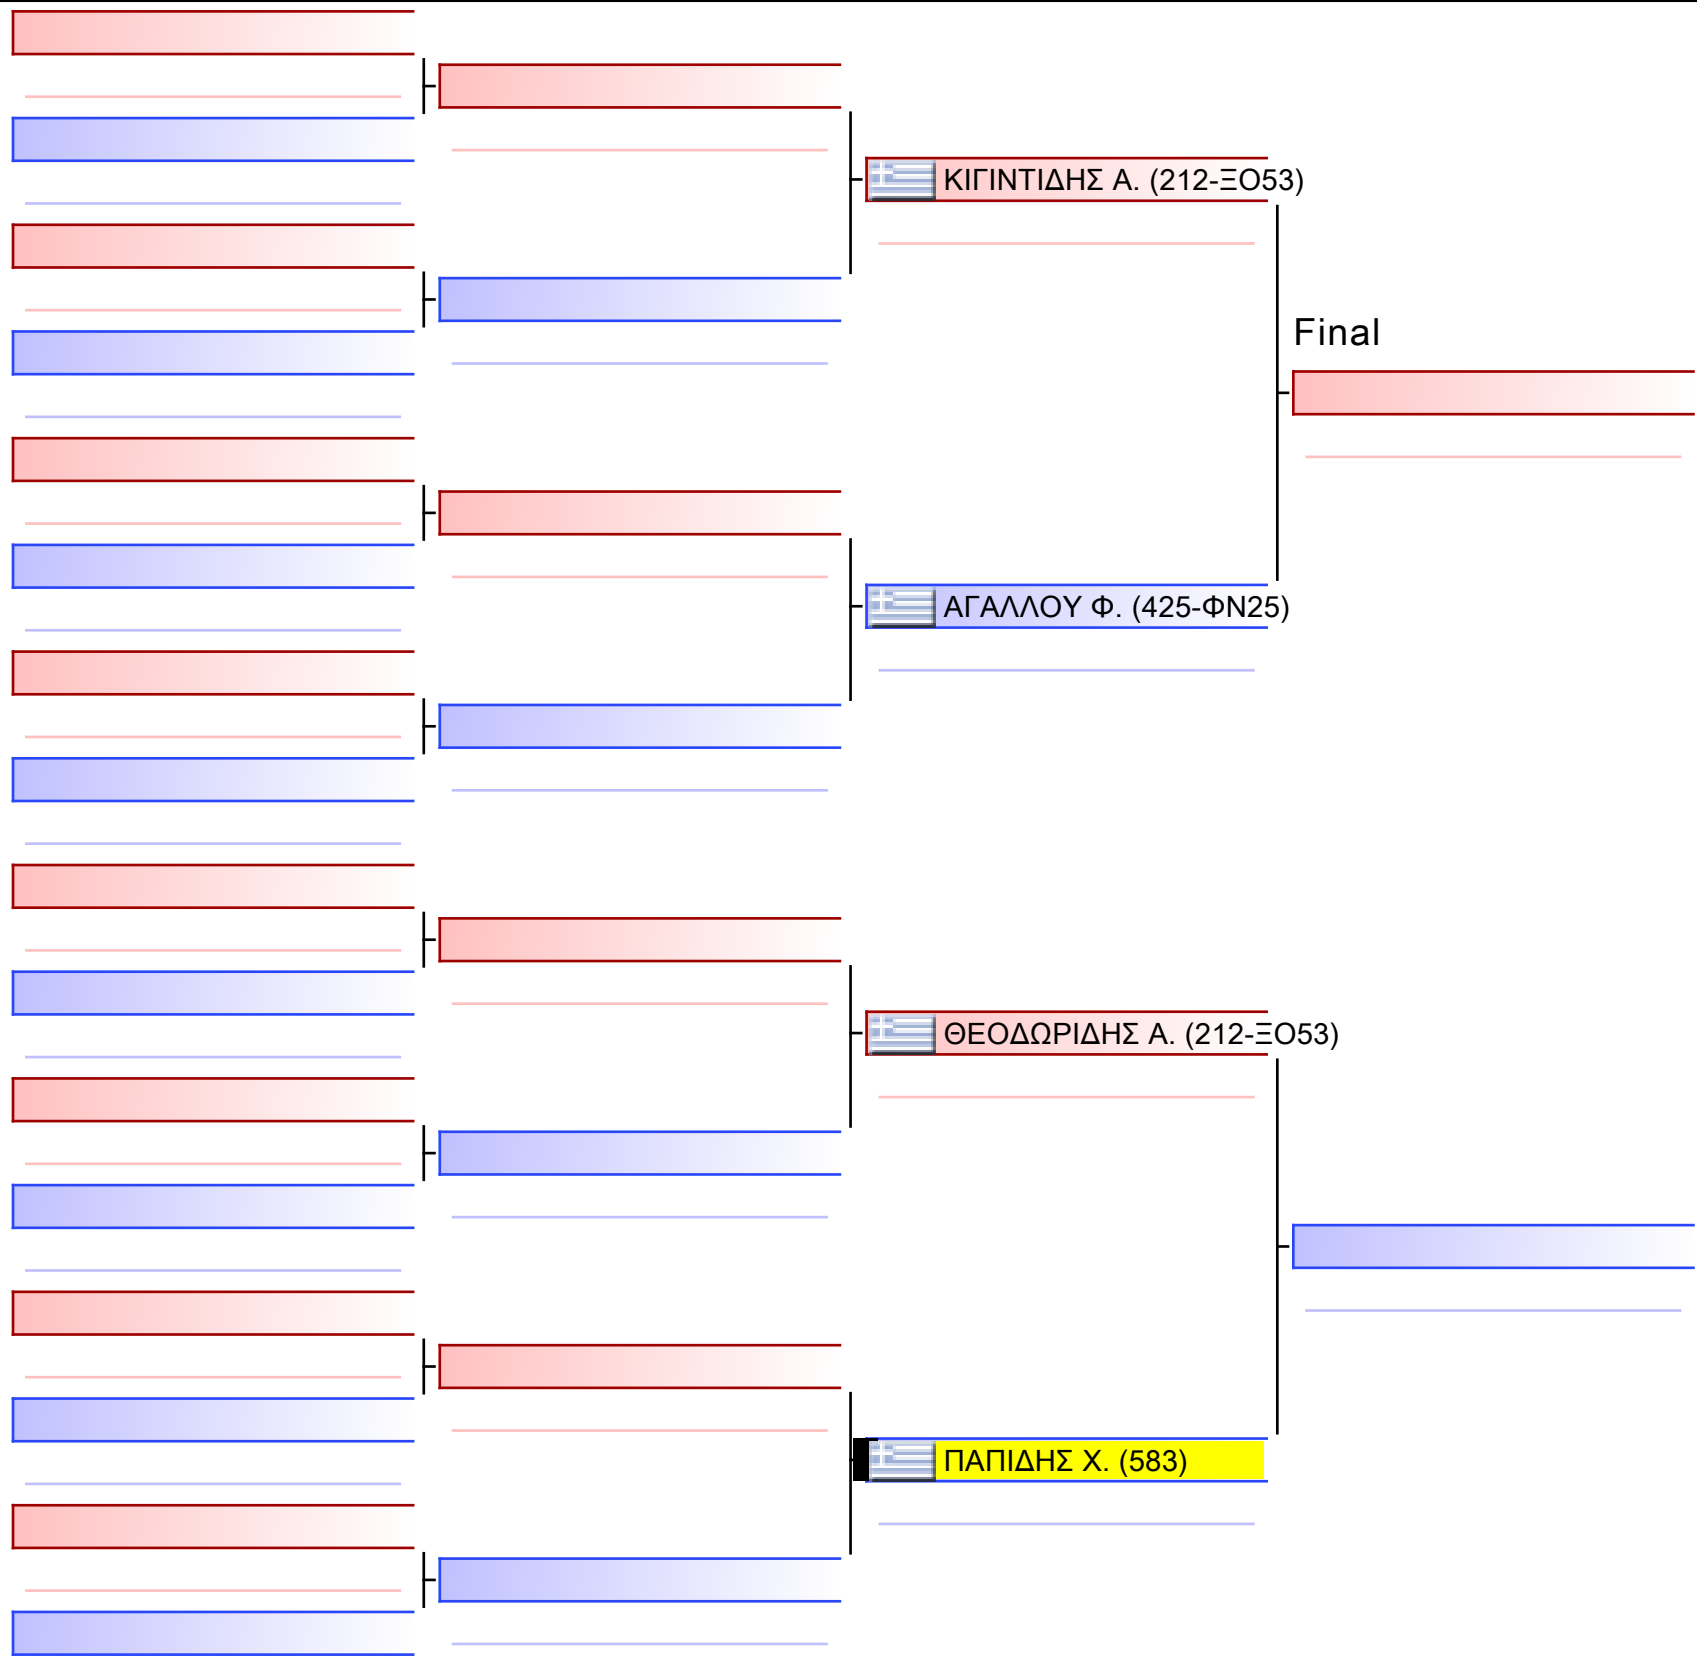 ΚΙΓΙΝΤΙΔΗΣ Α. (212-ΞΟ53)
Final
ΑΓΑΛΛΟΥ Φ. (425-ΦΝ25)
ΘΕΟΔΩΡΙΔΗΣ Α. (212-ΞΟ53)
ΠΑΠΙΔΗΣ Χ. (583)